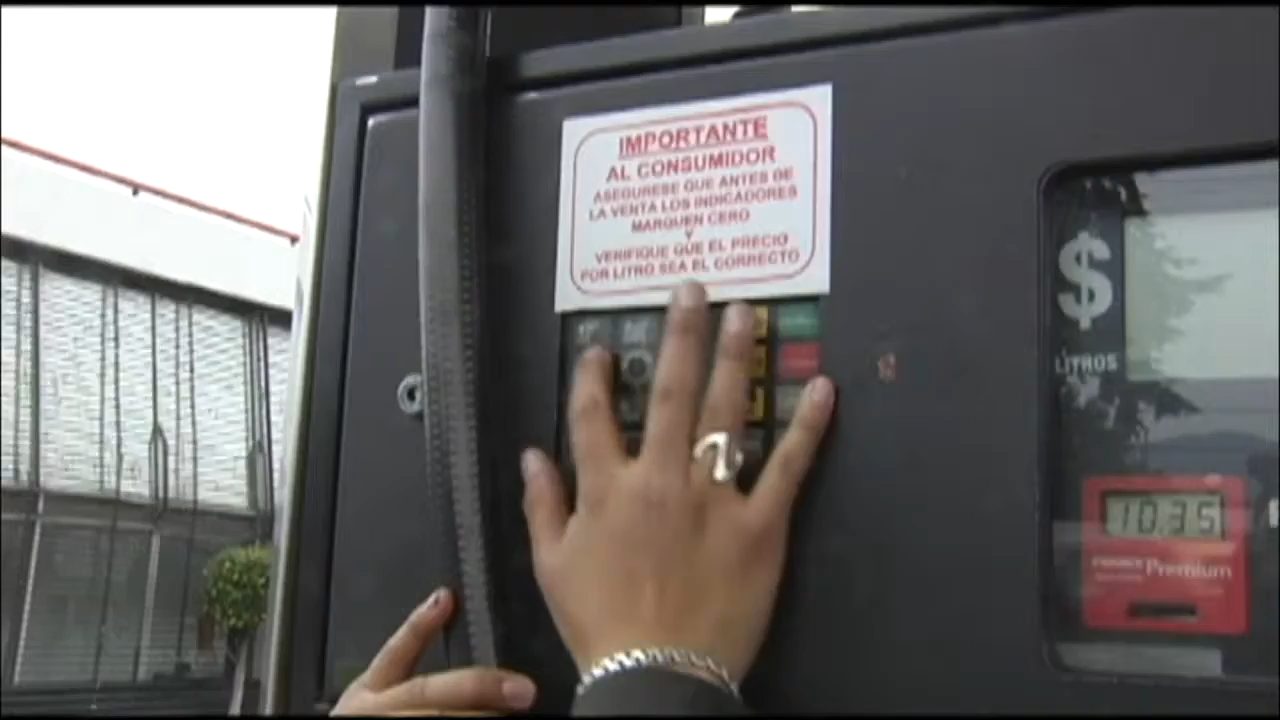 IMPORTANTE
AL CONSUMIDOR
ASEGURESE QUE ANTES DE
LA VENTA LOS INDICADORES
MARQUEN CERO
Y
VERIFIQUE QUE EL PRECIO
POR LITRO SEA EL CORRECTO
$
LITROS
10.35
Premium